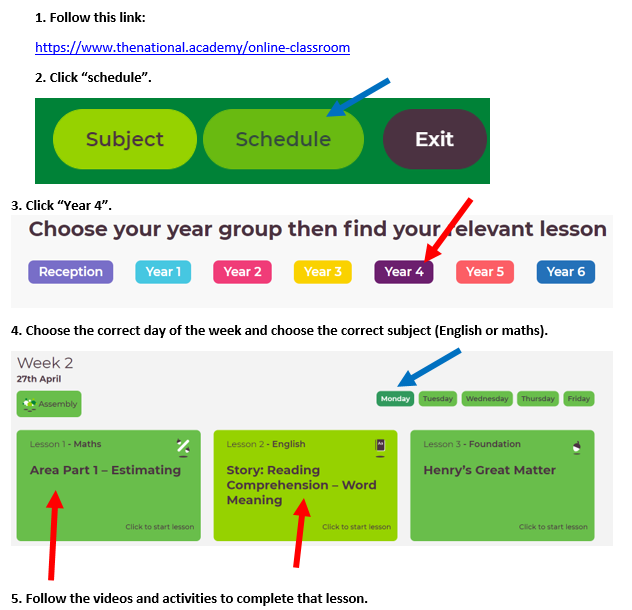 1. Follow this link:
https://www.thenational.academy/online-classroom
2. Click “schedule”.
Subject Schedule Exit
3. Click “Year 4”.
Choose your year group then find your relevant lesson
Reception Year 1 Year 2 Year 3 Year 4 Year 5 Year 6
4. Choose the correct day of the week and choose the correct subject (English or maths).
Week 2
27th April
Assembly
Monday Tuesday Wednesday Thursday Friday
Lesson 1 - Maths
Area Part 1 – Estimating
Click to start lesson
Lesson 2 - English
Story: Reading
Comprehension – Word
Meaning
Click to start lesson
Lesson 3 - Foundation
Henry’s Great Matter
Click to start lesson
5. Follow the videos and activities to complete that lesson.